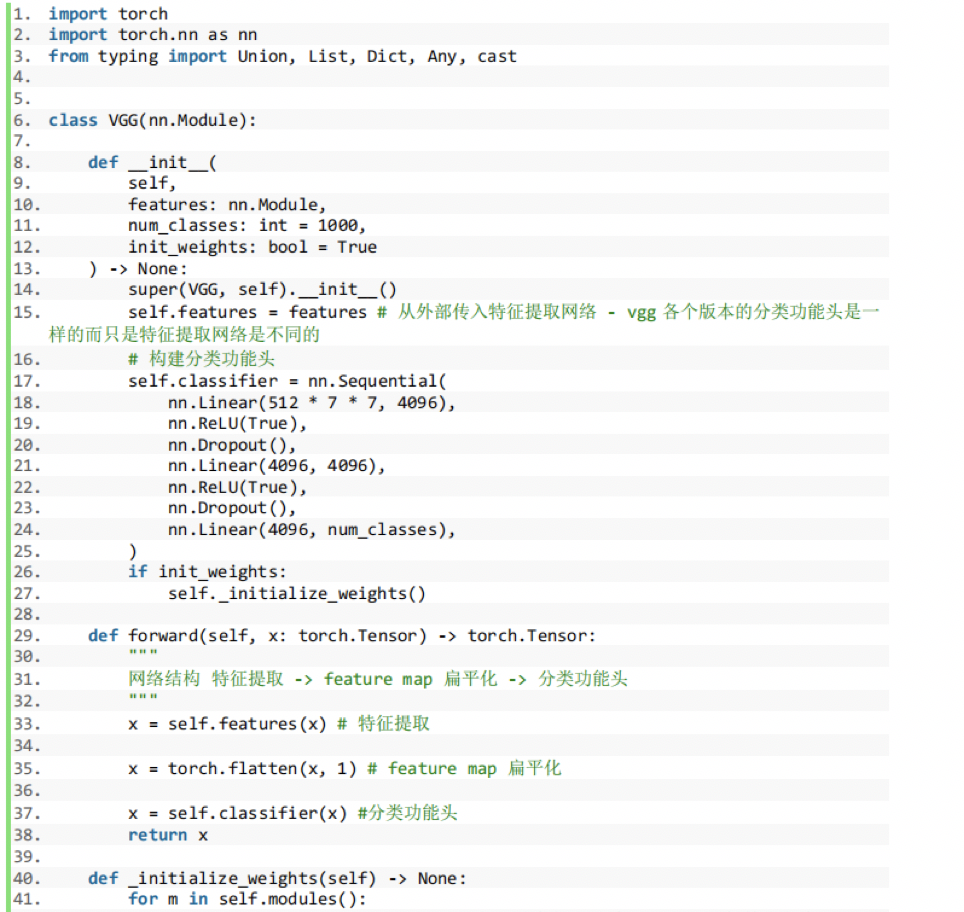 1. import torch
2. import torch.nn as nn
3. from typing import Union, List, Dict, Any, cast
4.
5.
6. class VGG(nn.Module):
7.
8.     def __init__(
9.         self,
10.         features: nn.Module,
11.         num_classes: int = 1000,
12.         init_weights: bool = True
13.     ) -> None:
14.         super(VGG, self).__init__()
15.         self.features = features # 从外部传入特征提取网络 - vgg 各个版本的分类功能头是一
样的而只是特征提取网络是不同的
16.         # 构建分类功能头
17.         self.classifier = nn.Sequential(
18.             nn.Linear(512 * 7 * 7, 4096),
19.             nn.ReLU(True),
20.             nn.Dropout(),
21.             nn.Linear(4096, 4096),
22.             nn.ReLU(True),
23.             nn.Dropout(),
24.             nn.Linear(4096, num_classes),
25.         )
26.         if init_weights:
27.             self._initialize_weights()
28.
29.     def forward(self, x: torch.Tensor) -> torch.Tensor:
30.         """
31.         网络结构 特征提取 -> feature map 扁平化 -> 分类功能头
32.         """
33.         x = self.features(x) # 特征提取
34.
35.         x = torch.flatten(x, 1) # feature map 扁平化
36.
37.         x = self.classifier(x) #分类功能头
38.         return x
39.
40.     def _initialize_weights(self) -> None:
41.         for m in self.modules():